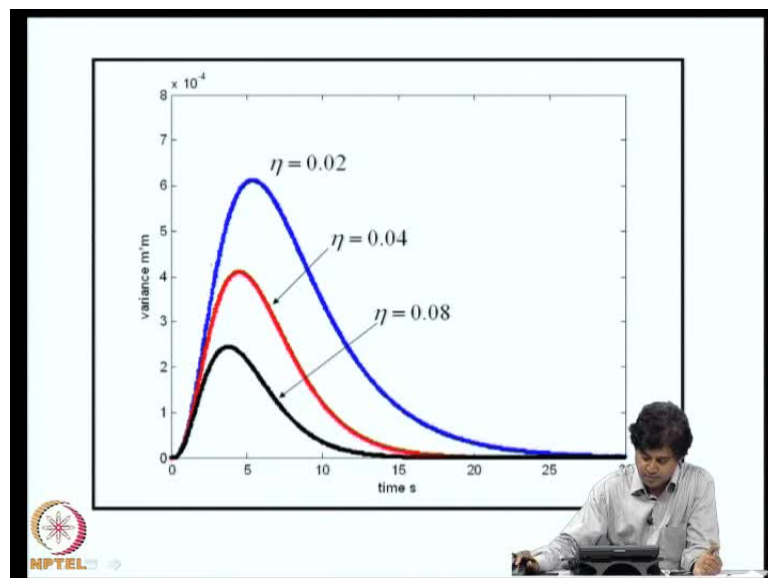 x 10⁻⁴
8
7
6
5
4
3
2
1
0
variance m*m
η = 0.02
η = 0.04
η = 0.08
0 5 10 15 20 25
time s
NPTEL